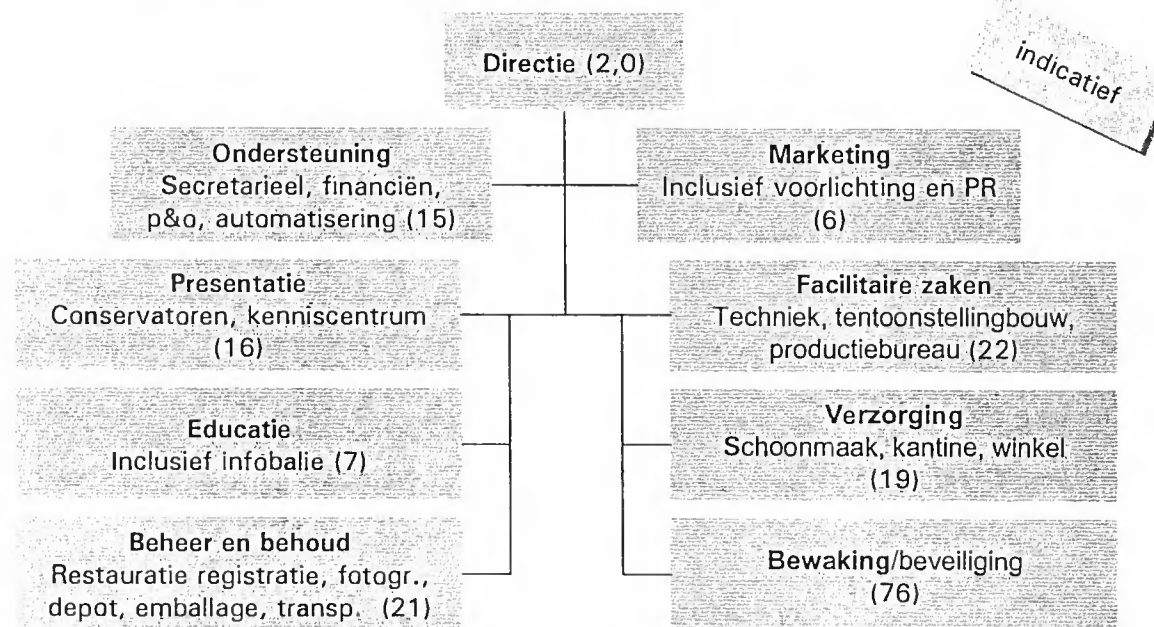 Directie (2,0)
indicatief
Ondersteuning
Secretarieel, financiën,
p&o, automatisering (15)
Marketing
Inclusief voorlichting en PR
(6)
Presentatie
Conservatoren, kenniscentrum
(16)
Facilitaire zaken
Techniek, tentoonstellingbouw,
productiebureau (22)
Educatie
Inclusief infobalie (7)
Verzorging
Schoonmaak, kantine, winkel
(19)
Beheer en behoud
Restauratie registratie, fotogr.,
depot, emballage, transp. (21)
Bewaking/beveiliging
(76)